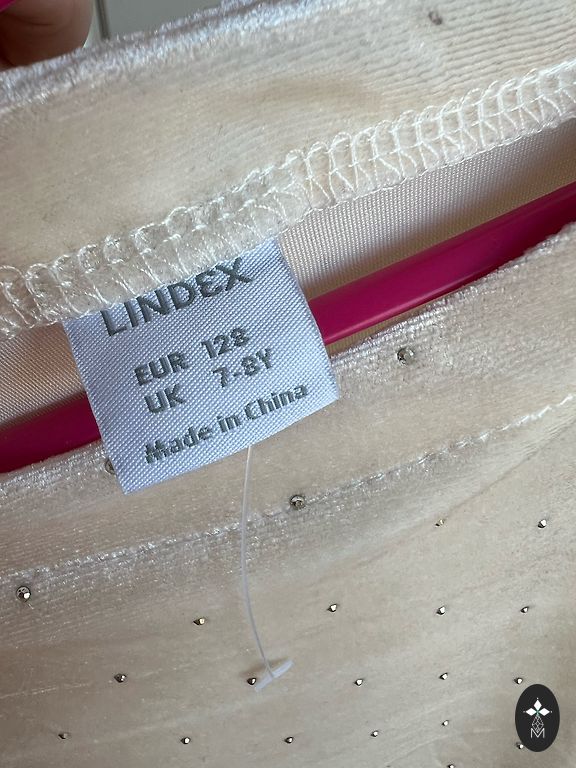 LINDEX
EUR 128
UK 7-8Y
Made in China
M